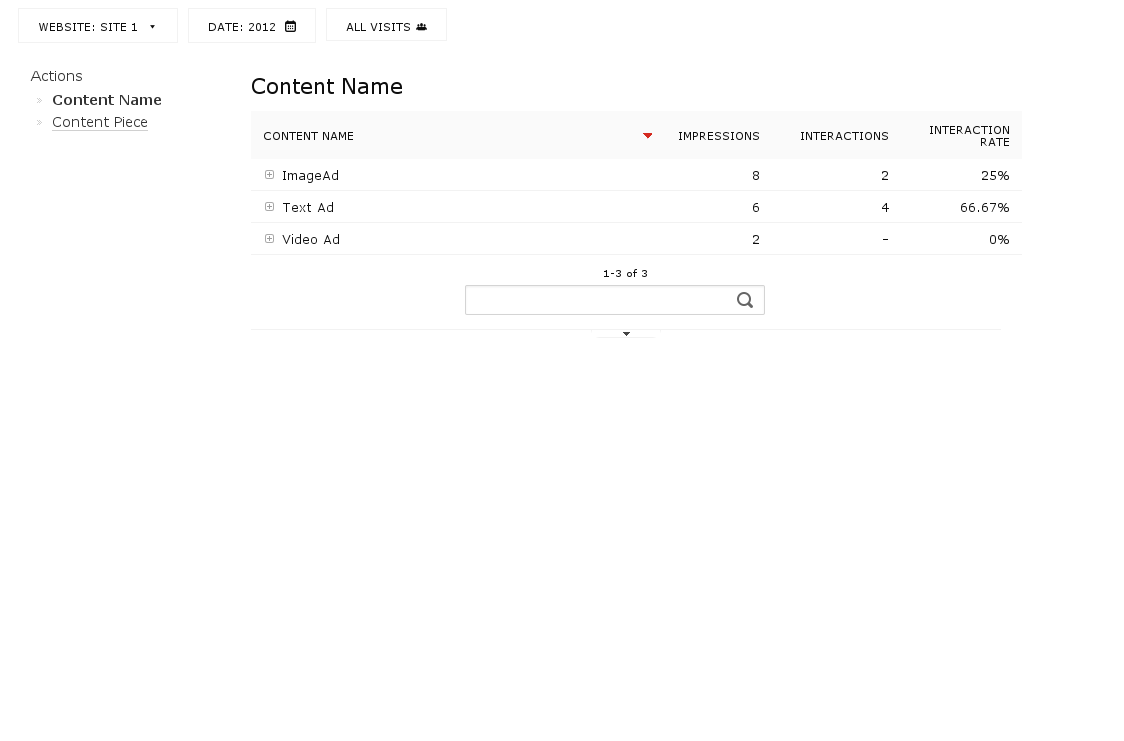 WEBSITE: SITE 1 DATE: 2012 ALL VISITS
Actions
Content Name
Content Piece
Content Name
CONTENT NAME IMPRESSIONS INTERACTIONS INTERACTION RATE
ImageAd 8 2 25%
Text Ad 6 4 66.67%
Video Ad 2 - 0%
1-3 of 3